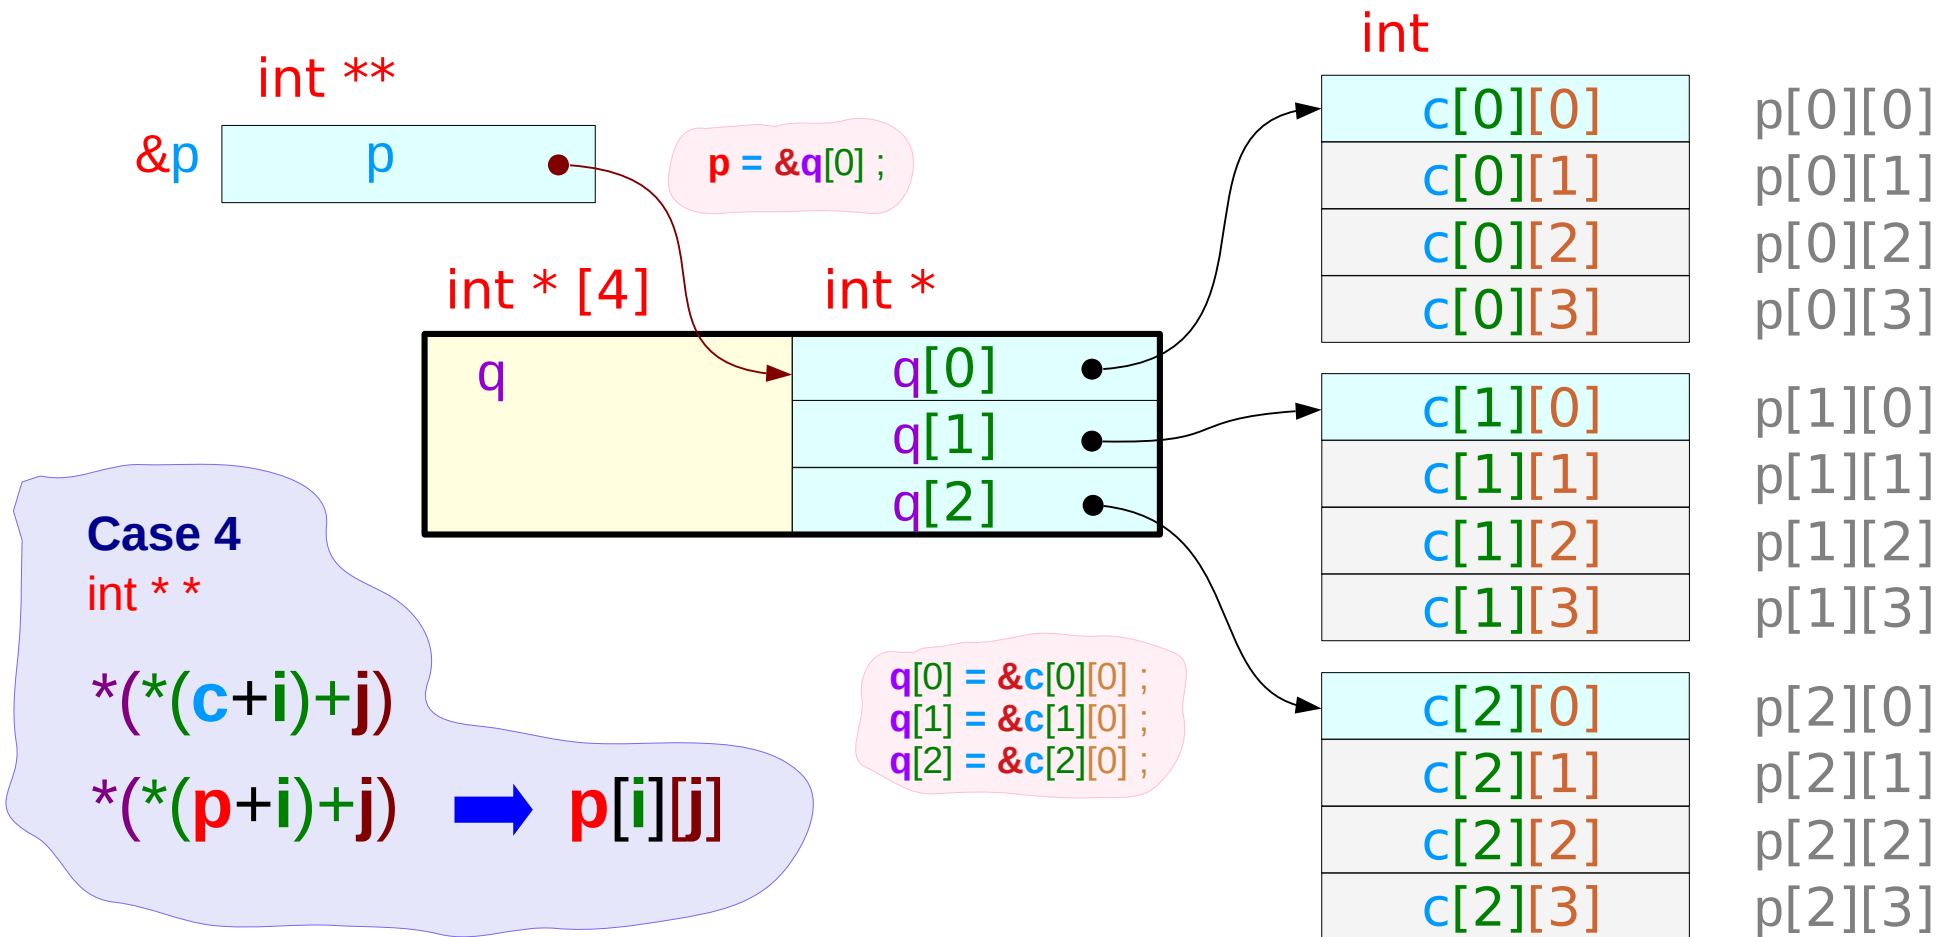 int **
&p p
p = &q[0] ;
int * [4]
int *
q
q[0]
q[1]
q[2]
q[0] = &c[0][0] ;
q[1] = &c[1][0] ;
q[2] = &c[2][0] ;
Case 4
int * *
*(*(c+i)+j)
*(*(p+i)+j) p[i][j]
int
c[0][0] p[0][0]
c[0][1] p[0][1]
c[0][2] p[0][2]
c[0][3] p[0][3]
c[1][0] p[1][0]
c[1][1] p[1][1]
c[1][2] p[1][2]
c[1][3] p[1][3]
c[2][0] p[2][0]
c[2][1] p[2][1]
c[2][2] p[2][2]
c[2][3] p[2][3]